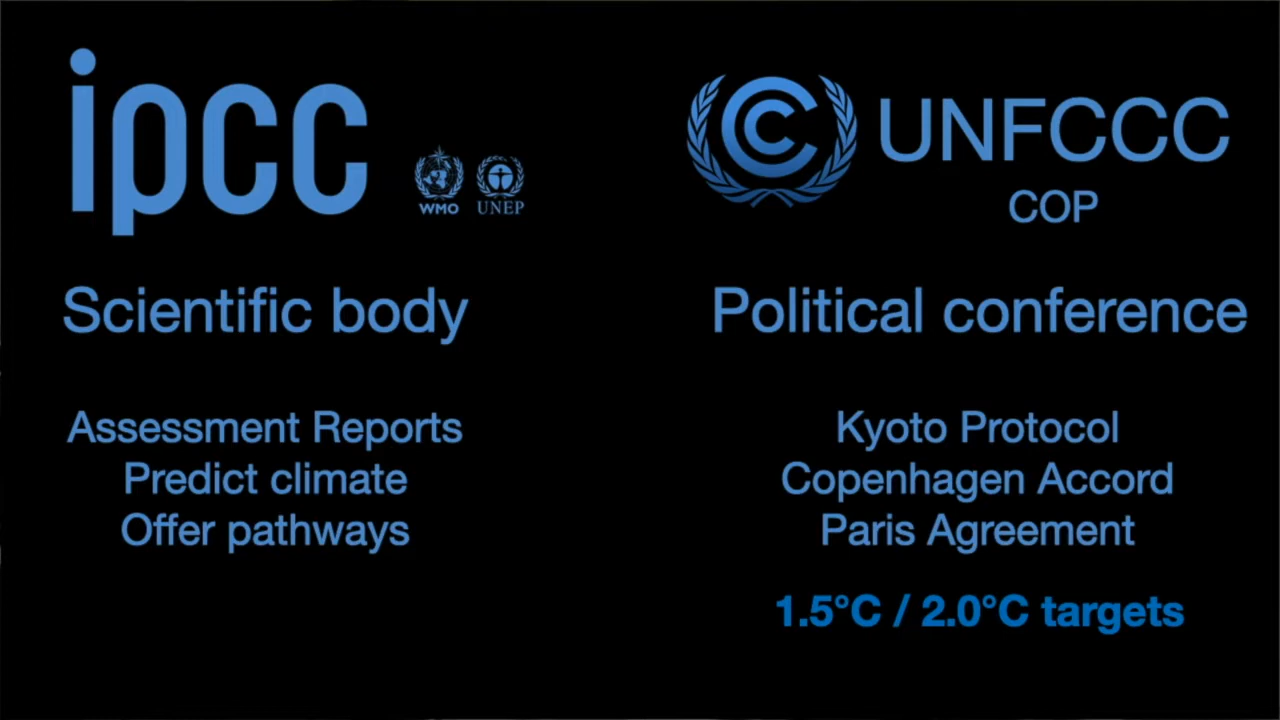 ipcc
WMO
UNEP
Scientific body
Assessment Reports
Predict climate
Offer pathways
UNFCCC
COP
Political conference
Kyoto Protocol
Copenhagen Accord
Paris Agreement
1.5°C / 2.0°C targets